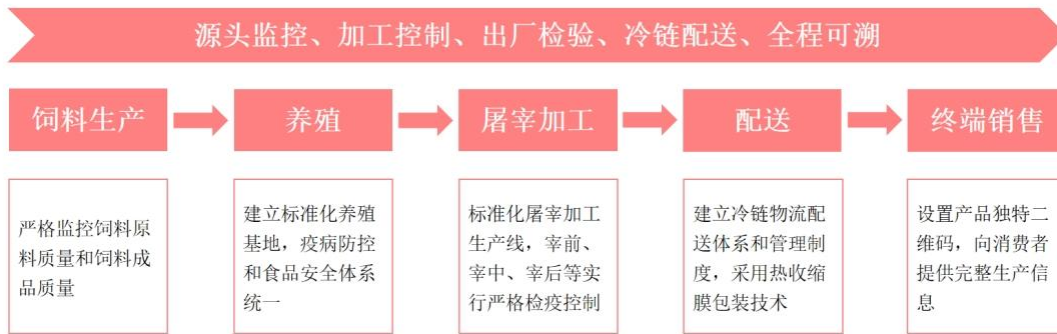 源头监控、加工控制、出厂检验、冷链配送、全程可溯
饲料生产
养殖
屠宰加工
配送
终端销售
严格监控饲料原
料质量和饲料成
品质量
建立标准化养殖
基地，疫病防控
和食品安全体系
统一
标准化屠宰加工
生产线，宰前、
宰中、宰后等实
行严格检疫控制
建立冷链物流配
送体系和管理制
度，采用热收缩
膜包装技术
设置产品独特二
维码，向消费者
提供完整生产信
息